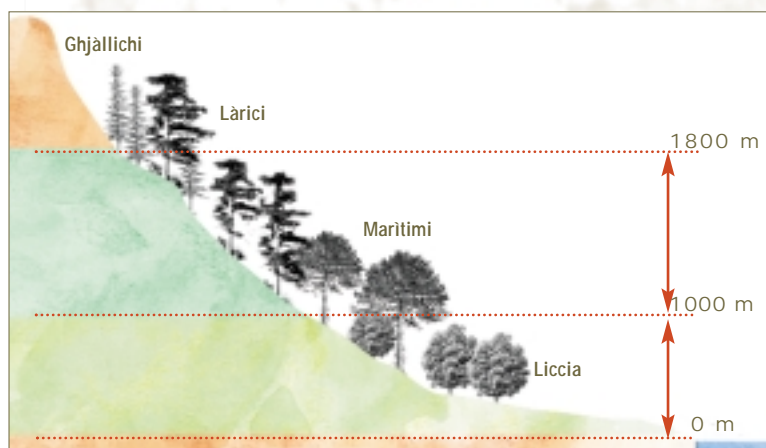 Ghjàllichi
Làrici
1800 m
Marìtimi
1000 m
Liccia
0 m